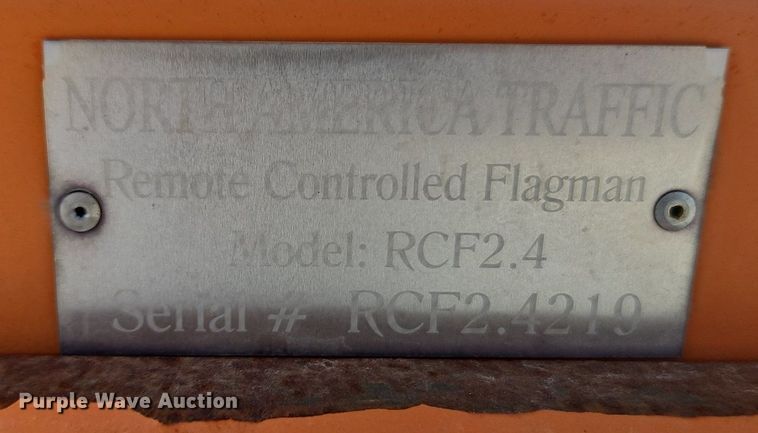 NORTH AMERICA TRAFFIC
Remote Controlled Flagman
Model: RCF2.4
Serial # RCF2.4219
Purple Wave Auction